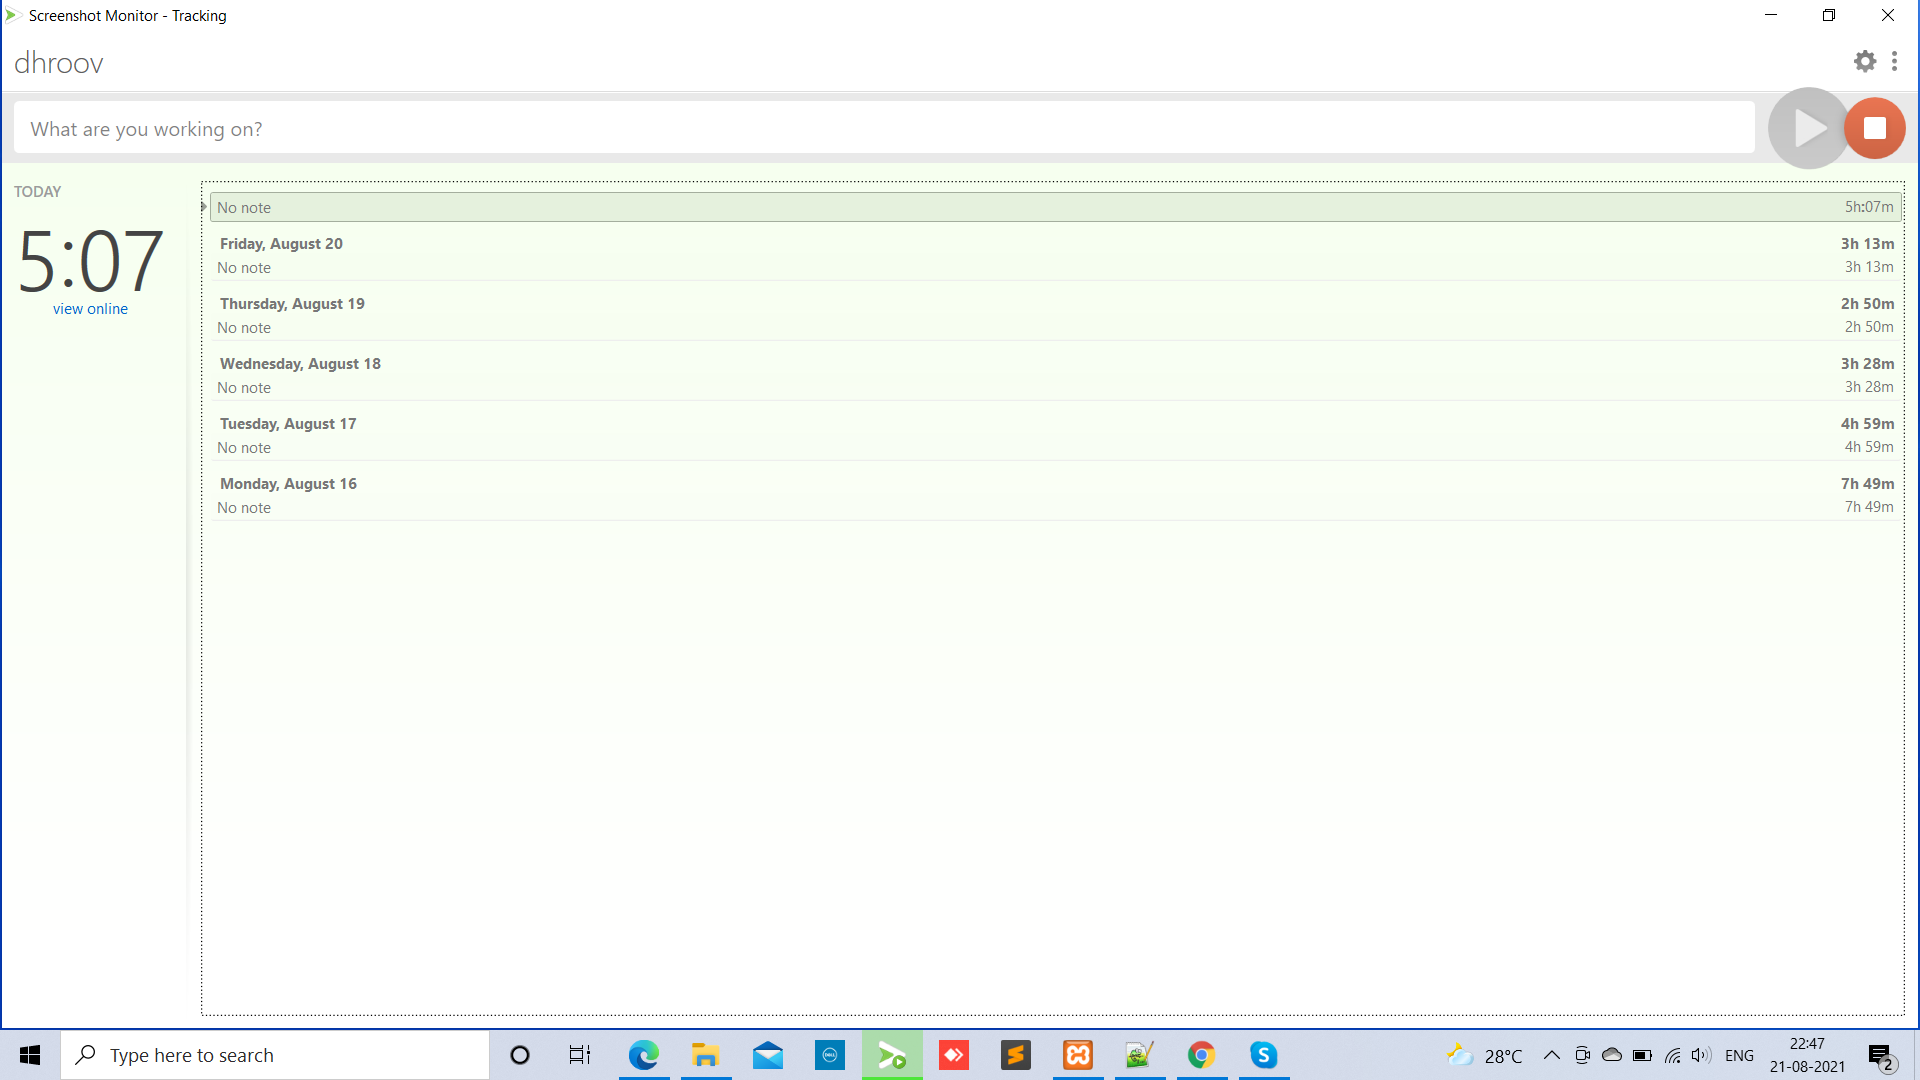 Screenshot Monitor - Tracking
dhroov
What are you working on?
TODAY
5:07
view online
No note 5h:07m
Friday, August 20 3h 13m
No note 3h 13m
Thursday, August 19 2h 50m
No note 2h 50m
Wednesday, August 18 3h 28m
No note 3h 28m
Tuesday, August 17 4h 59m
No note 4h 59m
Monday, August 16 7h 49m
No note 7h 49m
Type here to search
DELL
S
28°C
ENG
22:47
21-08-2021
2